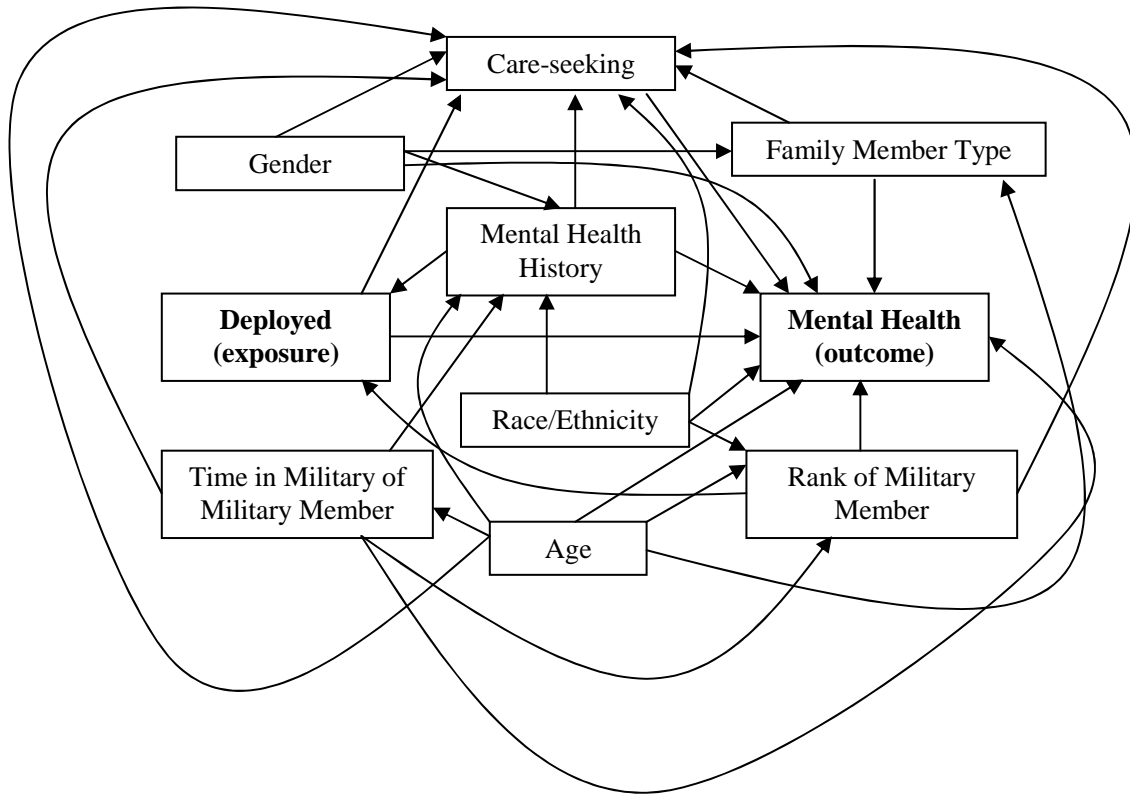 Care-seeking
Gender
Family Member Type
Mental Health
History
Deployed
(exposure)
Mental Health
(outcome)
Race/Ethnicity
Time in Military of
Military Member
Rank of Military
Member
Age